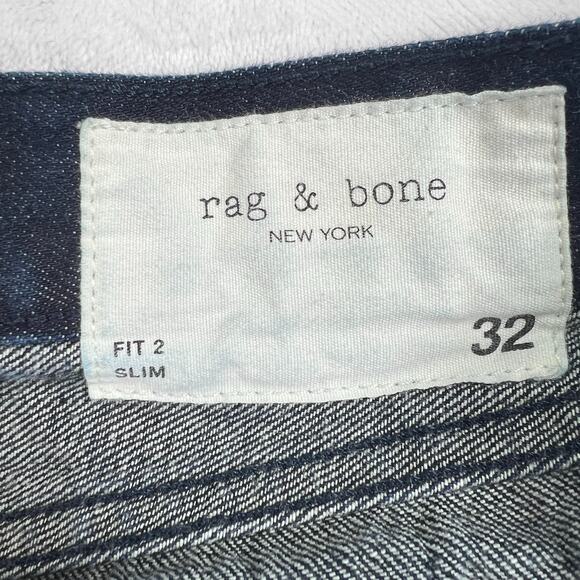 rag & bone
NEW YORK
FIT 2
SLIM
32